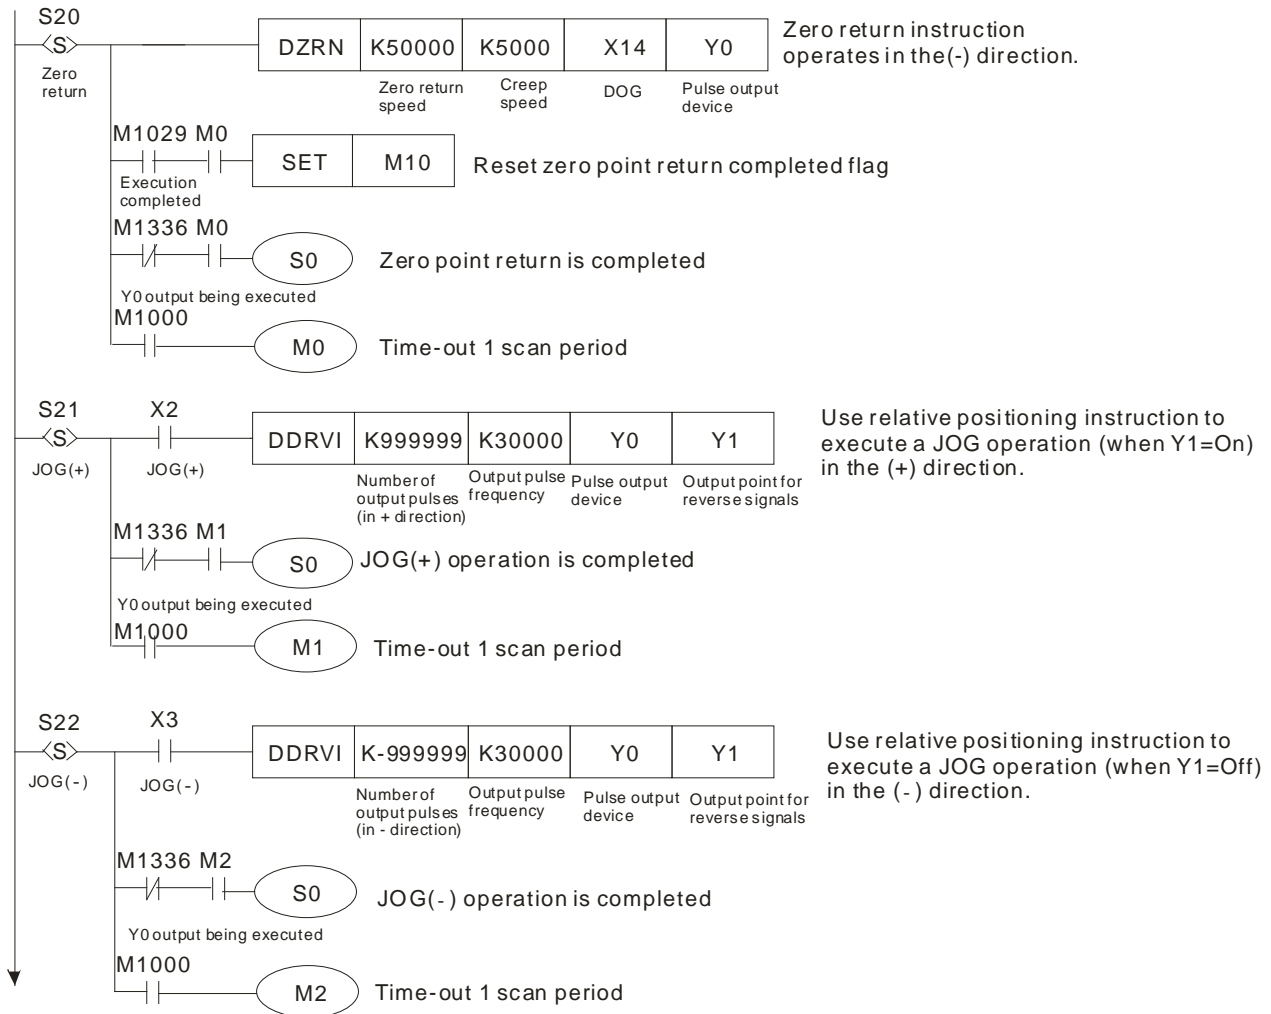 S20
S
Zero
return
DZRN K50000 K5000 X14 Y0
Zero return speed
Creep speed
DOG
Pulse output device
Zero return instruction
operates in the(-) direction.
M1029 M0
Execution
completed
SET M10
Reset zero point return completed flag
M1336 M0
S0
Zero point return is completed
Y0 output being executed
M1000
M0
Time-out 1 scan period
S21
S
JOG(+)
X2
JOG(+)
DDRVI K999999 K30000 Y0 Y1
Number of
output pulses
(in + direction)
Output pulse
frequency
Pulse output
device
Output point for
reverse signals
Use relative positioning instruction to
execute a JOG operation (when Y1=On)
in the (+) direction.
M1336 M1
S0
JOG(+) operation is completed
Y0 output being executed
M1000
M1
Time-out 1 scan period
S22
S
JOG(-)
X3
JOG(-)
DDRVI K-999999 K30000 Y0 Y1
Number of
output pulses
(in - direction)
Output pulse
frequency
Pulse output
device
Output point for
reverse signals
Use relative positioning instruction to
execute a JOG operation (when Y1=Off)
in the (-) direction.
M1336 M2
S0
JOG(-) operation is completed
Y0 output being executed
M1000
M2
Time-out 1 scan period